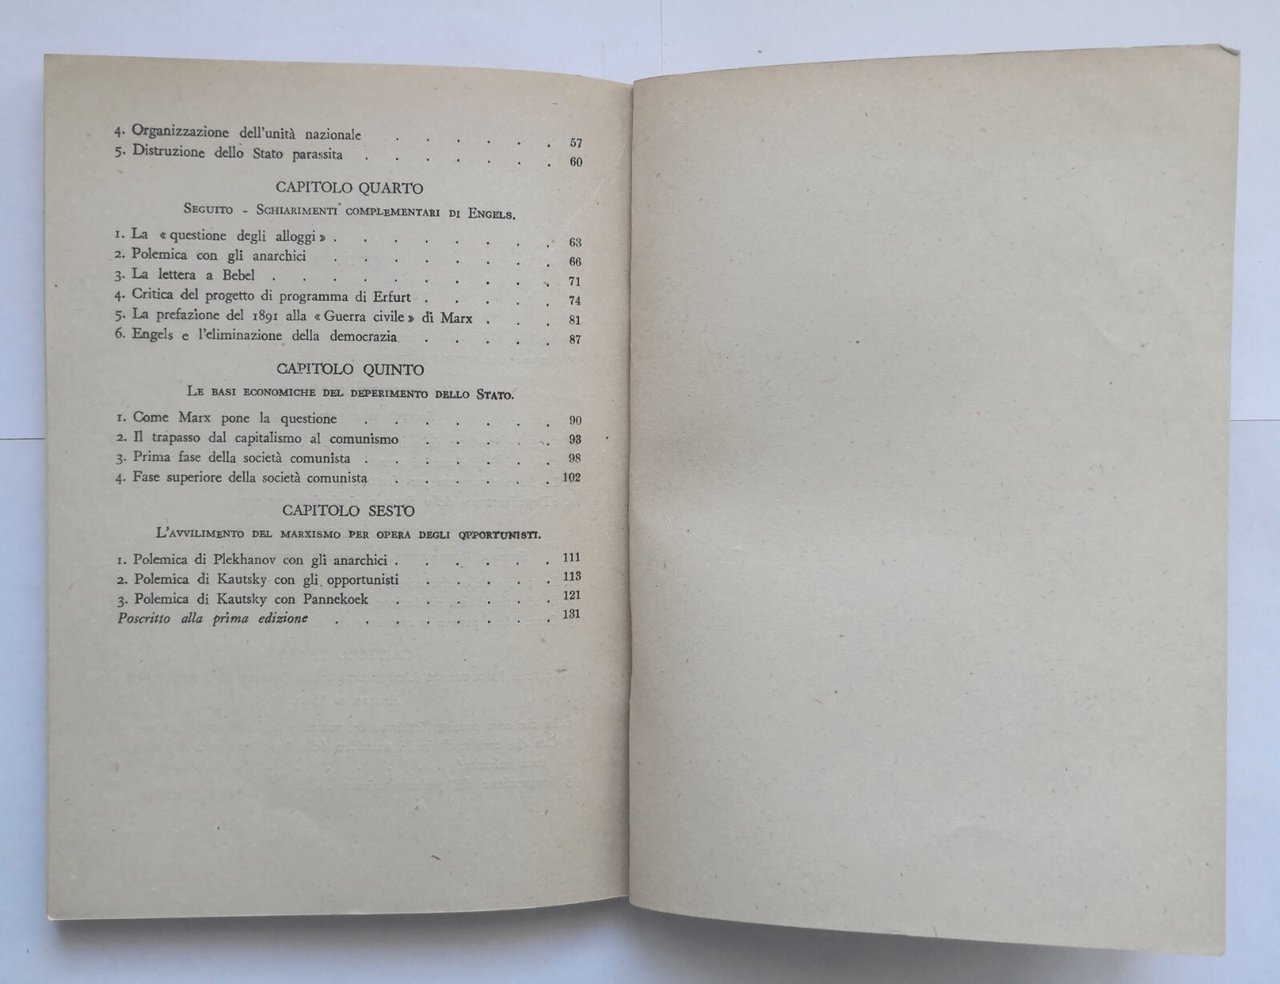 4. Organizzazione dell'unità nazionale . . . . . . 57
5. Distruzione dello Stato parassita . . . . . . . 60
CAPITOLO QUARTO
Seguito - Schiarimenti complementari di Engels.
1. La « questione degli alloggi » . . . . . . . . 63
2. Polemica con gli anarchici . . . . . . . . 66
3. La lettera a Bebel . . . . . . . . . . 71
4. Critica del progetto di programma di Erfurt . . . . . 74
5. La prefazione del 1891 alla « Guerra civile » di Marx . . . 81
6. Engels e l'eliminazione della democrazia . . . . . 87
CAPITOLO QUINTO
Le basi economiche del deperimento dello Stato.
1. Come Marx pone la questione . . . . . . . 90
2. Il trapasso dal capitalismo al comunismo . . . . . 93
3. Prima fase della società comunista . . . . . . . 98
4. Fase superiore della società comunista . . . . . . 102
CAPITOLO SESTO
L'avvilimento del marxismo per opera degli opportunisti.
1. Polemica di Plekhanov con gli anarchici . . . . . . 111
2. Polemica di Kautsky con gli opportunisti . . . . . 113
3. Polemica di Kautsky con Pannekoek . . . . . . 121
Poscritto alla prima edizione . . . . . . . . 131